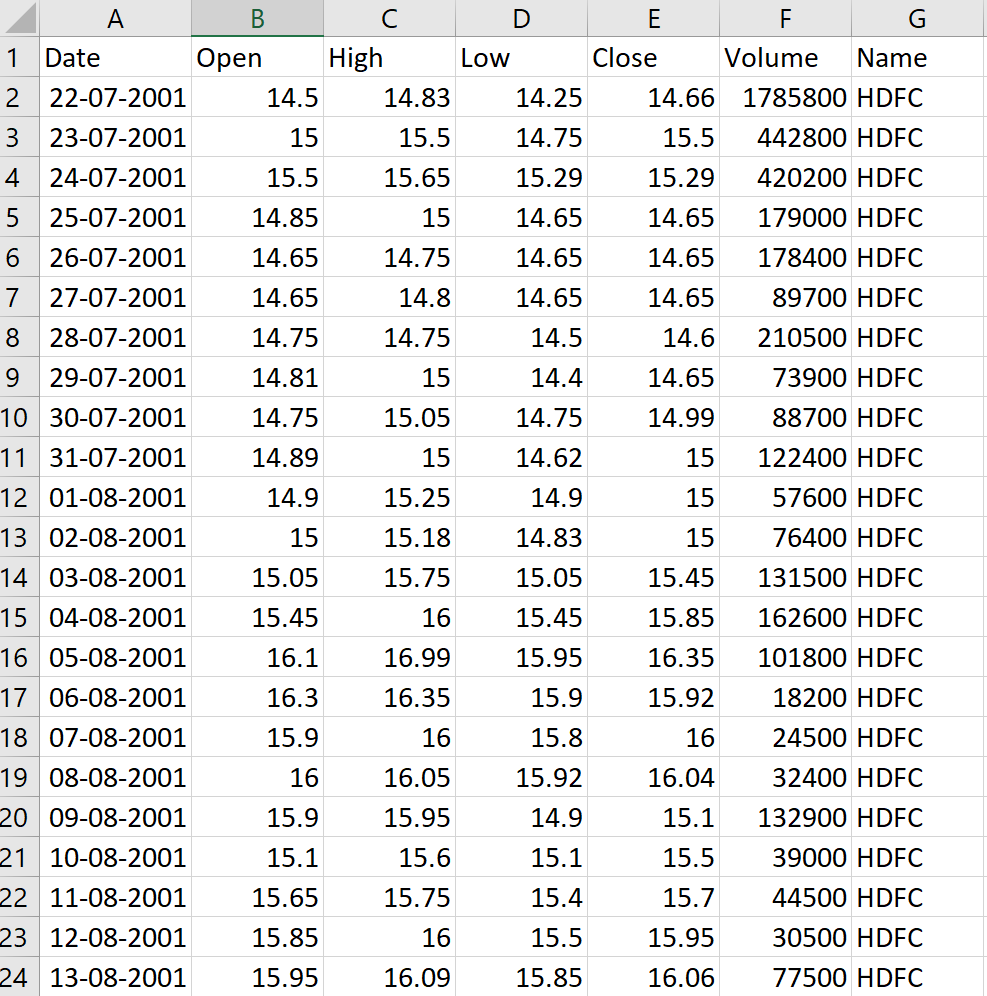 A B C D E F G
1 Date Open High Low Close Volume Name
2 22-07-2001 14.5 14.83 14.25 14.66 1785800 HDFC
3 23-07-2001 15 15.5 14.75 15.5 442800 HDFC
4 24-07-2001 15.5 15.65 15.29 15.29 420200 HDFC
5 25-07-2001 14.85 15 14.65 14.65 179000 HDFC
6 26-07-2001 14.65 14.75 14.65 14.65 178400 HDFC
7 27-07-2001 14.65 14.8 14.65 14.65 89700 HDFC
8 28-07-2001 14.75 14.75 14.5 14.6 210500 HDFC
9 29-07-2001 14.81 15 14.4 14.65 73900 HDFC
10 30-07-2001 14.75 15.05 14.75 14.99 88700 HDFC
11 31-07-2001 14.89 15 14.62 15 122400 HDFC
12 01-08-2001 14.9 15.25 14.9 15 57600 HDFC
13 02-08-2001 15 15.18 14.83 15 76400 HDFC
14 03-08-2001 15.05 15.75 15.05 15.45 131500 HDFC
15 04-08-2001 15.45 16 15.45 15.85 162600 HDFC
16 05-08-2001 16.1 16.99 15.95 16.35 101800 HDFC
17 06-08-2001 16.3 16.35 15.9 15.92 18200 HDFC
18 07-08-2001 15.9 16 15.8 16 24500 HDFC
19 08-08-2001 16 16.05 15.92 16.04 32400 HDFC
20 09-08-2001 15.9 15.95 14.9 15.1 132900 HDFC
21 10-08-2001 15.1 15.6 15.1 15.5 39000 HDFC
22 11-08-2001 15.65 15.75 15.4 15.7 44500 HDFC
23 12-08-2001 15.85 16 15.5 15.95 30500 HDFC
24 13-08-2001 15.95 16.09 15.85 16.06 77500 HDFC